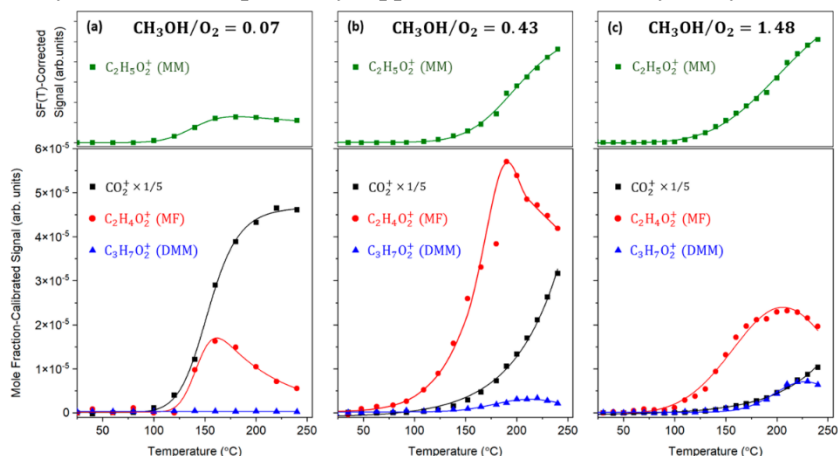 (a) CH₃OH/O₂ = 0.07
(b) CH₃OH/O₂ = 0.43
(c) CH₃OH/O₂ = 1.48
SF(T)-Corrected
Signal (arb.units)
C₂H₅O₂⁺ (MM)
C₂H₅O₂⁺ (MM)
C₂H₅O₂⁺ (MM)
Mole Fraction-Calibrated Signal (arb. units)
6×10⁻⁵
5×10⁻⁵
4×10⁻⁵
3×10⁻⁵
2×10⁻⁵
1×10⁻⁵
0
CO₂⁺ × 1/5
C₂H₄O₂⁺ (MF)
C₃H₇O₂⁺ (DMM)
CO₂⁺ × 1/5
C₂H₄O₂⁺ (MF)
C₃H₇O₂⁺ (DMM)
CO₂⁺ × 1/5
C₂H₄O₂⁺ (MF)
C₃H₇O₂⁺ (DMM)
50 100 150 200 250
50 100 150 200 250
50 100 150 200 250
Temperature (°C)
Temperature (°C)
Temperature (°C)